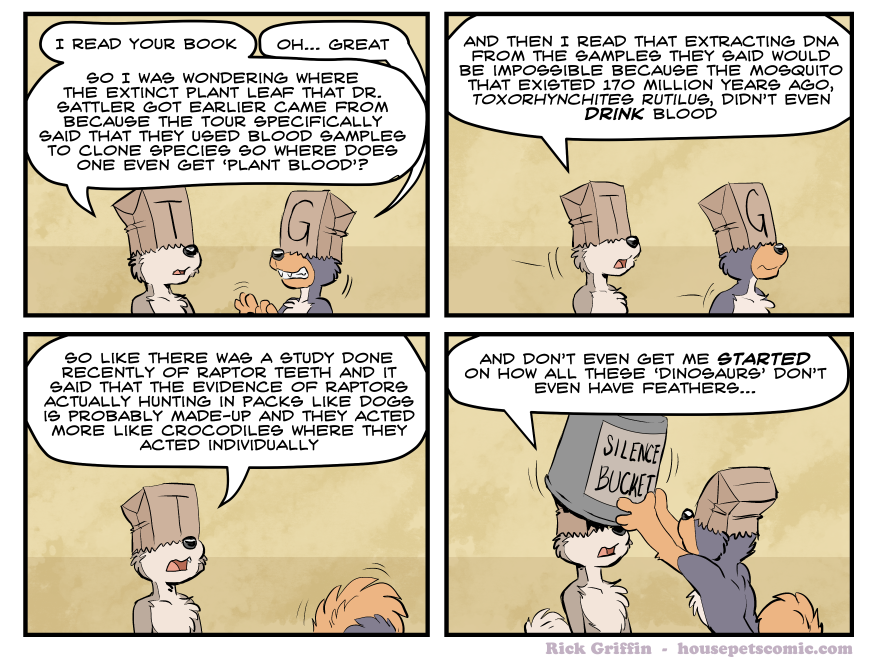 I READ YOUR BOOK
OH... GREAT
SO I WAS WONDERING WHERE
THE EXTINCT PLANT LEAF THAT DR.
SATTLER GOT EARLIER CAME FROM
BECAUSE THE TOUR SPECIFICALLY
SAID THAT THEY USED BLOOD SAMPLES
TO CLONE SPECIES SO WHERE DOES
ONE EVEN GET 'PLANT BLOOD'?
T
G
AND THEN I READ THAT EXTRACTING DNA
FROM THE SAMPLES THEY SAID WOULD
BE IMPOSSIBLE BECAUSE THE MOSQUITO
THAT EXISTED 170 MILLION YEARS AGO,
TOXORHYNCHITES RUTILUS, DIDN'T EVEN
DRINK BLOOD
T
G
SO LIKE THERE WAS A STUDY DONE
RECENTLY OF RAPTOR TEETH AND IT
SAID THAT THE EVIDENCE OF RAPTORS
ACTUALLY HUNTING IN PACKS LIKE DOGS
IS PROBABLY MADE-UP AND THEY ACTED
MORE LIKE CROCODILES WHERE THEY
ACTED INDIVIDUALLY
T
AND DON'T EVEN GET ME STARTED
ON HOW ALL THESE 'DINOSAURS' DON'T
EVEN HAVE FEATHERS...
SILENCE
BUCKET
Rick Griffin - housepetscomic.com